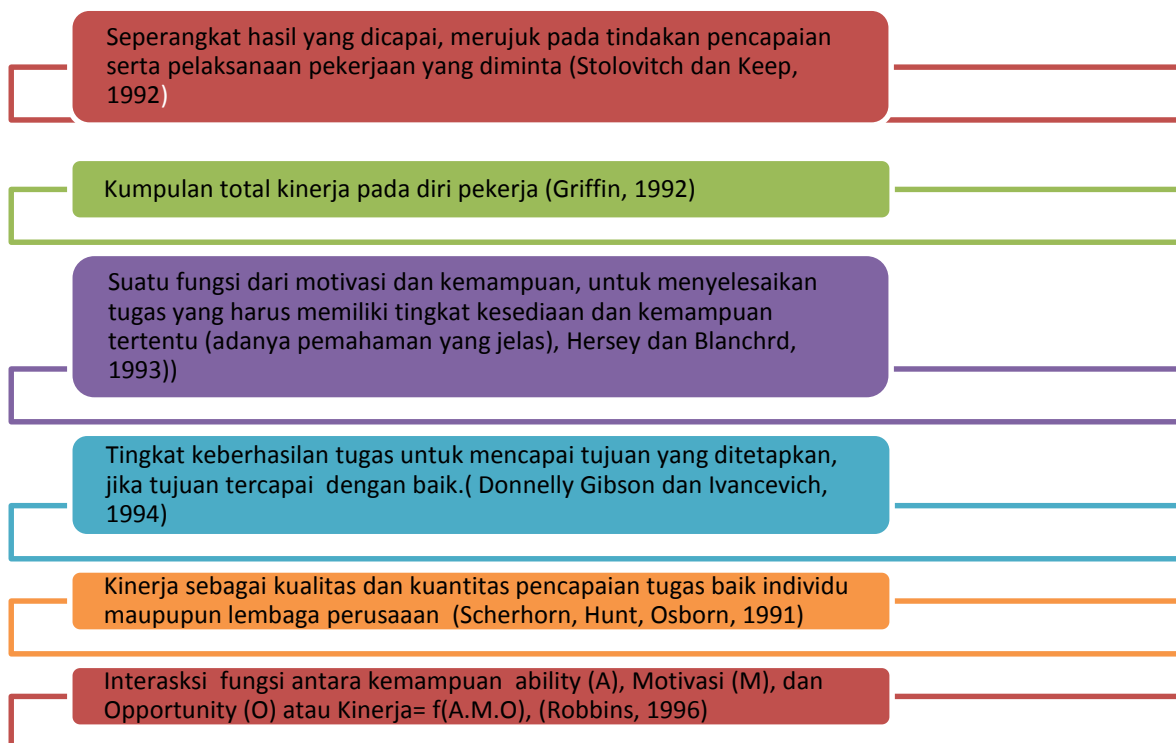 Seperangkat hasil yang dicapai, merujuk pada tindakan pencapaian
serta pelaksanaan pekerjaan yang diminta (Stolovitch dan Keep,
1992)
Kumpulan total kinerja pada diri pekerja (Griffin, 1992)
Suatu fungsi dari motivasi dan kemampuan, untuk menyelesaikan
tugas yang harus memiliki tingkat kesediaan dan kemampuan
tertentu (adanya pemahaman yang jelas), Hersey dan Blanchrd,
1993))
Tingkat keberhasilan tugas untuk mencapai tujuan yang ditetapkan,
jika tujuan tercapai  dengan baik.( Donnelly Gibson dan Ivancevich,
1994)
Kinerja sebagai kualitas dan kuantitas pencapaian tugas baik individu
maupupun lembaga perusaaan  (Scherhorn, Hunt, Osborn, 1991)
Interasksi  fungsi antara kemampuan  ability (A), Motivasi (M), dan
Opportunity (O) atau Kinerja= f(A.M.O), (Robbins, 1996)